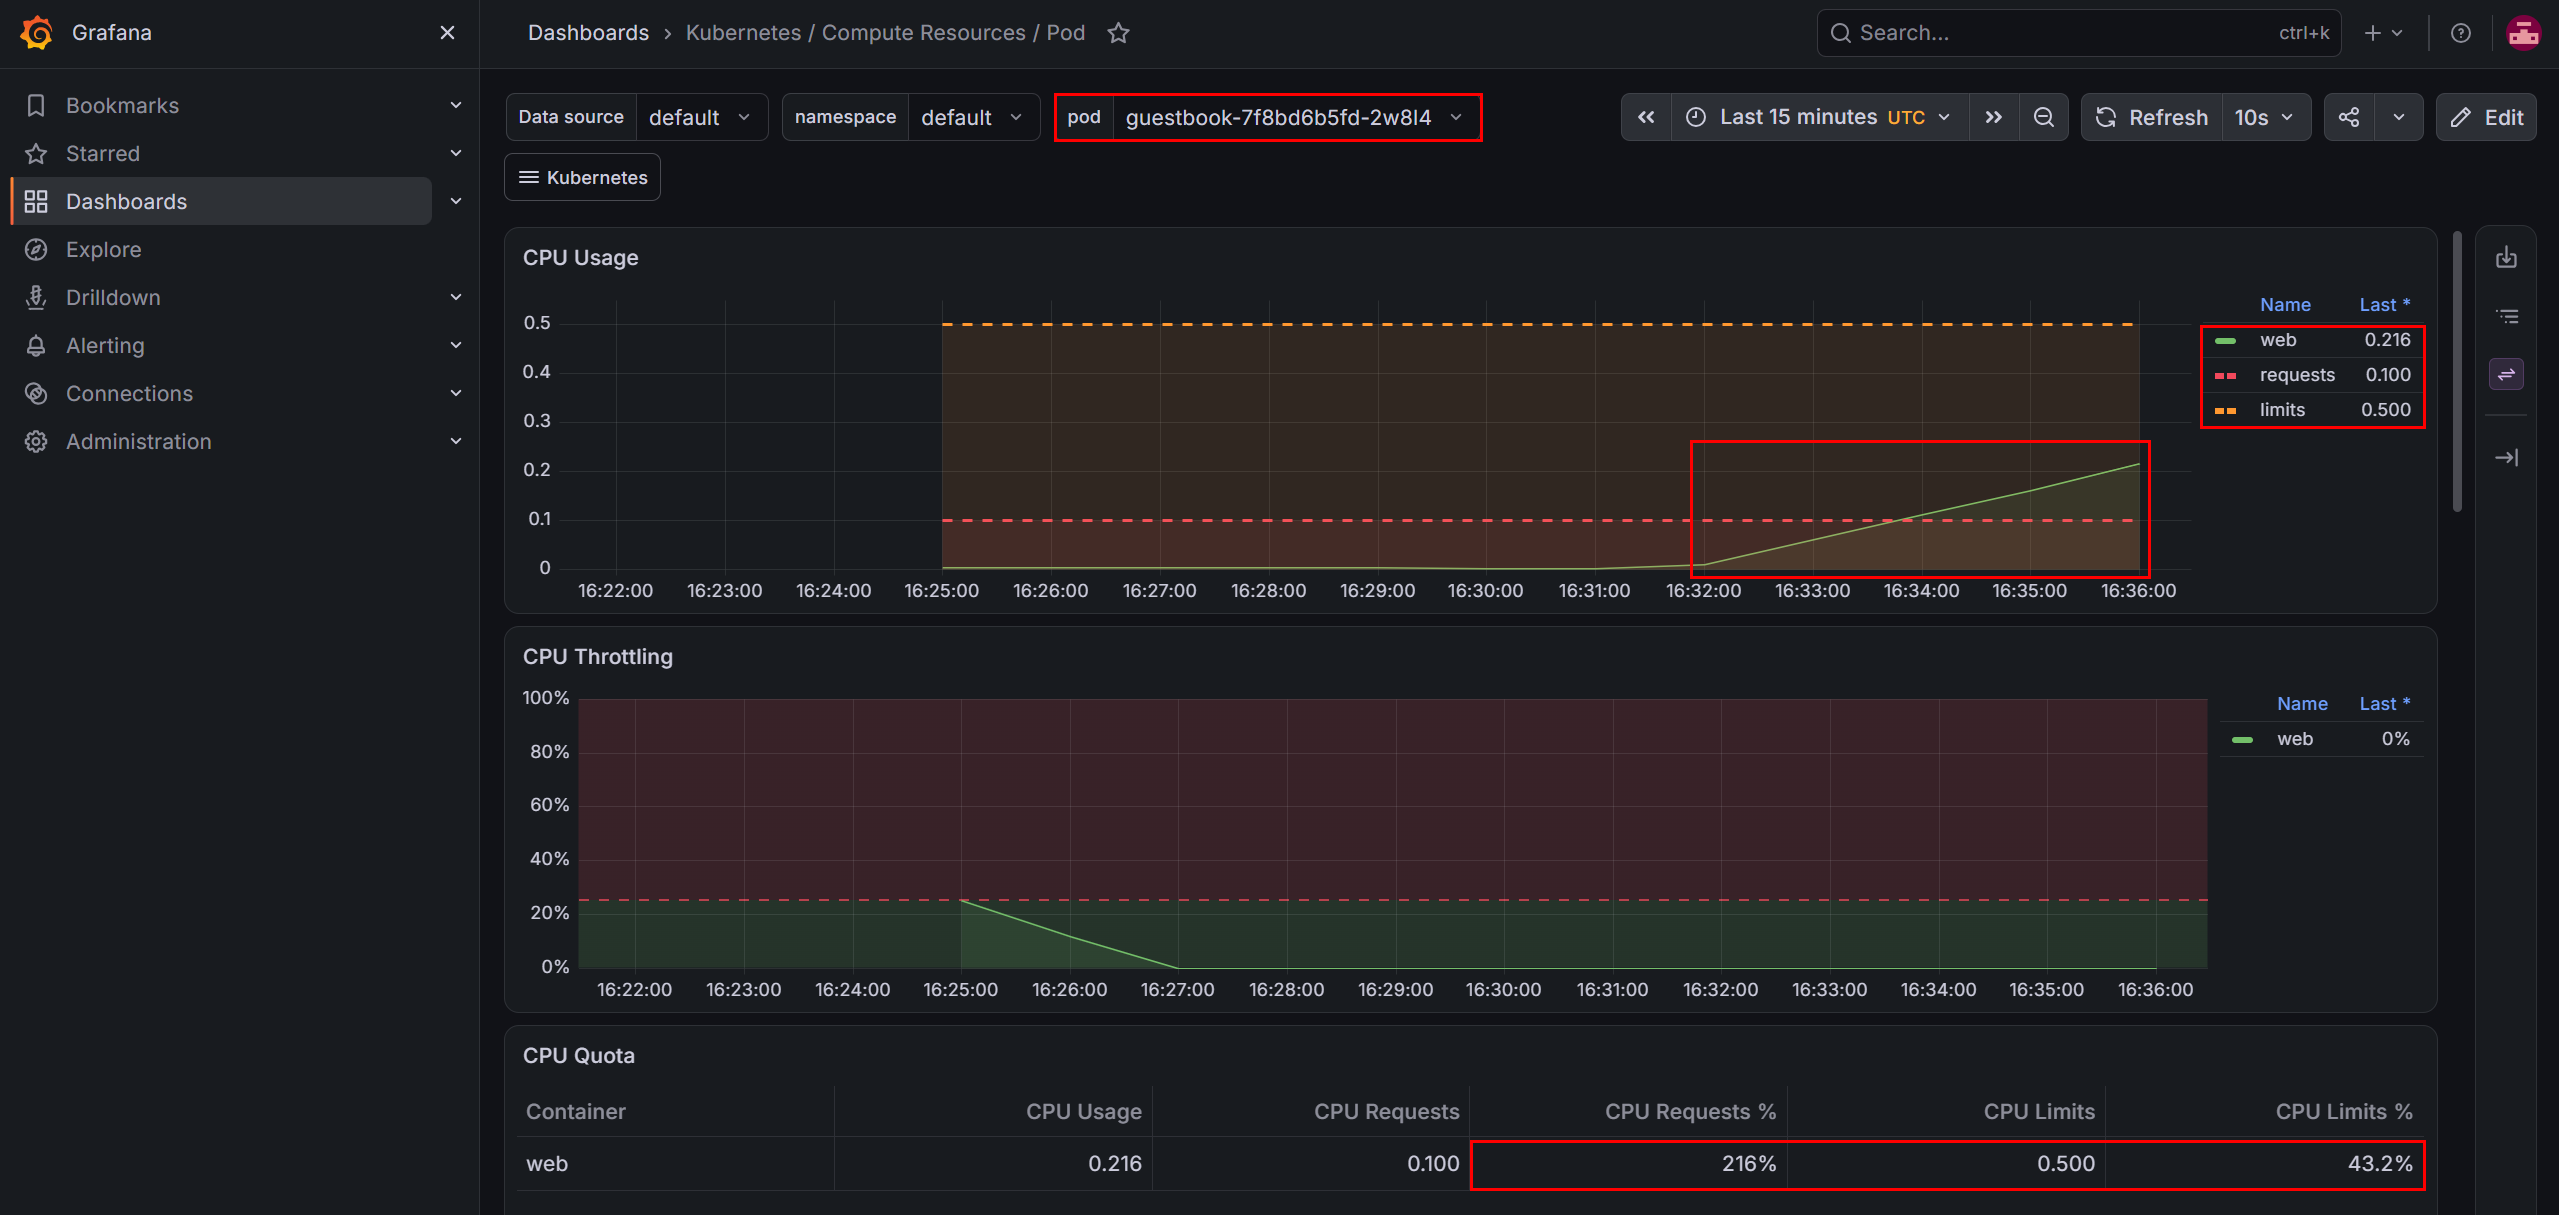 Grafana
Dashboards › Kubernetes / Compute Resources / Pod
Search... ctrl+k
Bookmarks
Starred
Dashboards
Explore
Drilldown
Alerting
Connections
Administration
Data source default namespace default pod guestbook-7f8bd6b5fd-2w8l4
Last 15 minutes UTC Refresh 10s Edit
Kubernetes
CPU Usage
0.5
0.4
0.3
0.2
0.1
0
16:22:00 16:23:00 16:24:00 16:25:00 16:26:00 16:27:00 16:28:00 16:29:00 16:30:00 16:31:00 16:32:00 16:33:00 16:34:00 16:35:00 16:36:00
Name Last *
web 0.216
requests 0.100
limits 0.500
CPU Throttling
100%
80%
60%
40%
20%
0%
16:22:00 16:23:00 16:24:00 16:25:00 16:26:00 16:27:00 16:28:00 16:29:00 16:30:00 16:31:00 16:32:00 16:33:00 16:34:00 16:35:00 16:36:00
Name Last *
web 0%
CPU Quota
Container CPU Usage CPU Requests CPU Requests % CPU Limits CPU Limits %
web 0.216 0.100 216% 0.500 43.2%